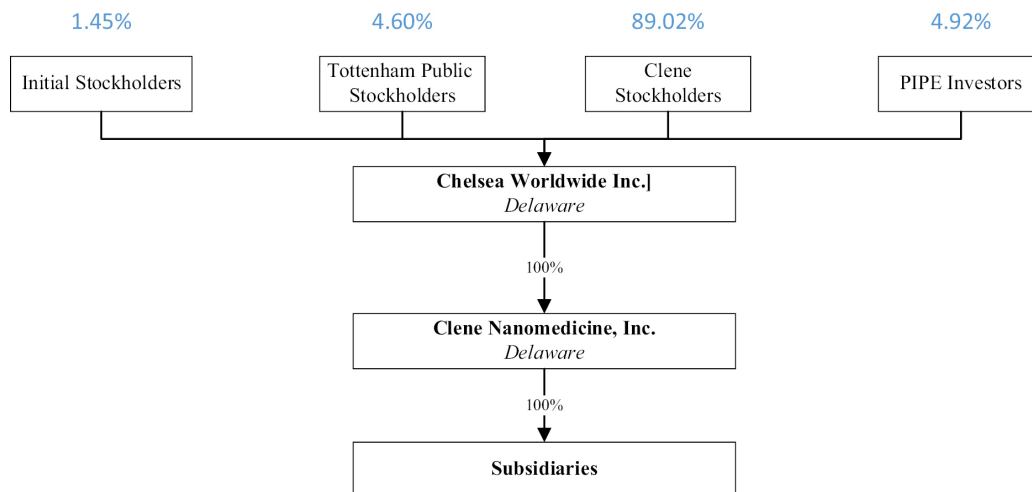 1.45%
4.60%
89.02%
4.92%
Initial Stockholders
Tottenham Public
Stockholders
Clene
Stockholders
PIPE Investors
Chelsea Worldwide Inc.]
Delaware
100%
Clene Nanomedicine, Inc.
Delaware
100%
Subsidiaries